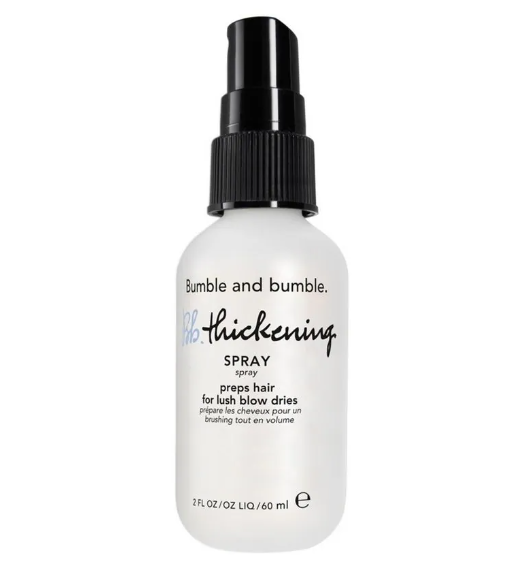 Bumble and bumble.
Bb. thickening
SPRAY
spray
preps hair
for lush blow dries
prépare les cheveux pour un
brushing tout en volume
2 FL OZ/OZ LIQ/60 ml ℮